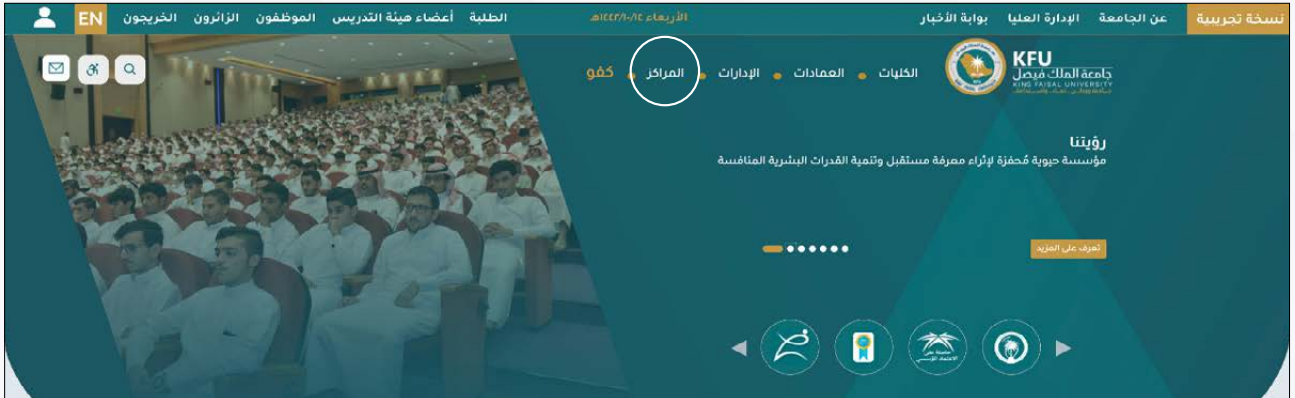 نسخة تجريبية
عن الجامعة الإدارة العليا بوابة الأخبار
الأربعاء
الطلبة أعضاء هيئة التدريس الموظفون الزائرون الخريجون EN
KFU
جامعة الملك فيصل
KING FAISAL UNIVERSITY
الكليات العمادات الإدارات المراكز كفو
رؤيتنا
مؤسسة حيوية مُحفزة لإثراء معرفة مستقبل وتنمية القدرات البشرية المنافسة
تعرف على المزيد